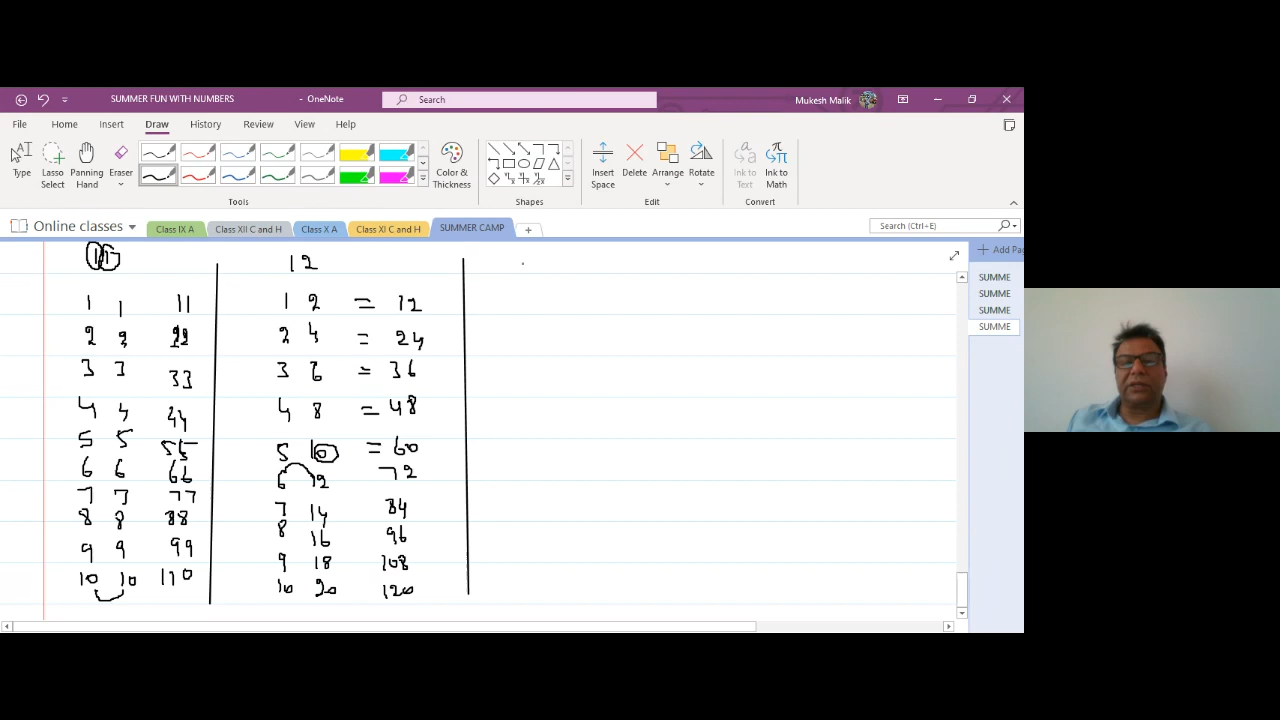 SUMMER FUN WITH NUMBERS - OneNote
Search
Mukesh Malik
File Home Insert Draw History Review View Help
Type Lasso Select Panning Hand Eraser Color & Thickness Insert Space Delete Arrange Rotate Ink to Text Ink to Math
Tools Shapes Edit Convert
Online classes Class IX A Class XII C and H Class X A Class XI C and H SUMMER CAMP
Search (Ctrl+E)
Add Pag
SUMME
SUMME
SUMME
SUMME
11
1 1 11
2 2 22
3 3 33
4 4 44
5 5 55
6 6 66
7 7 77
8 8 88
9 9 99
10 10 110
12
1 2 = 12
2 4 = 24
3 6 = 36
4 8 = 48
5 10 = 60
6 12 72
7 14 84
8 16 96
9 18 108
10 20 120